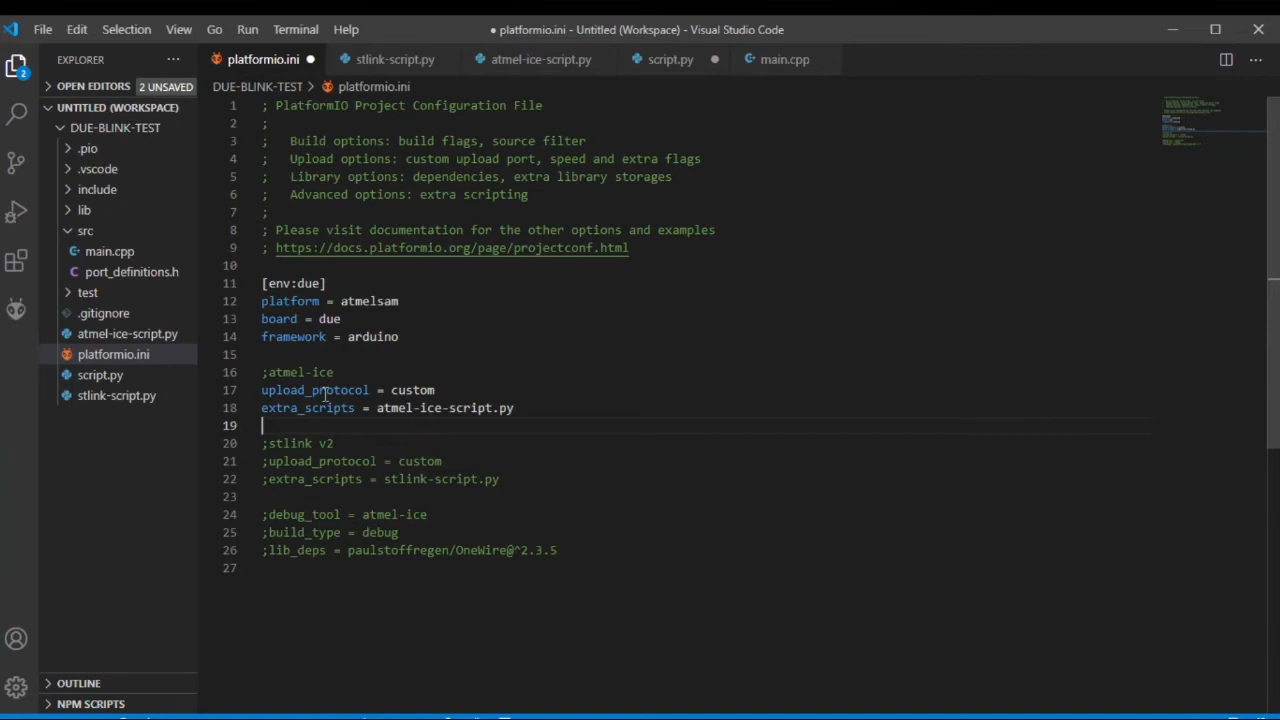 File Edit Selection View Go Run Terminal Help
● platformio.ini - Untitled (Workspace) - Visual Studio Code
2
EXPLORER
OPEN EDITORS 2 UNSAVED
UNTITLED (WORKSPACE)
DUE-BLINK-TEST
.pio
.vscode
include
lib
src
main.cpp
port_definitions.h
test
.gitignore
atmel-ice-script.py
platformio.ini
script.py
stlink-script.py
OUTLINE
NPM SCRIPTS
platformio.ini stlink-script.py atmel-ice-script.py script.py main.cpp
DUE-BLINK-TEST > platformio.ini
1 ; PlatformIO Project Configuration File
2 ;
3 ;   Build options: build flags, source filter
4 ;   Upload options: custom upload port, speed and extra flags
5 ;   Library options: dependencies, extra library storages
6 ;   Advanced options: extra scripting
7 ;
8 ; Please visit documentation for the other options and examples
9 ; https://docs.platformio.org/page/projectconf.html
10
11 [env:due]
12 platform = atmelsam
13 board = due
14 framework = arduino
15
16 ;atmel-ice
17 upload_protocol = custom
18 extra_scripts = atmel-ice-script.py
19
20 ;stlink v2
21 ;upload_protocol = custom
22 ;extra_scripts = stlink-script.py
23
24 ;debug_tool = atmel-ice
25 ;build_type = debug
26 ;lib_deps = paulstoffregen/OneWire@^2.3.5
27